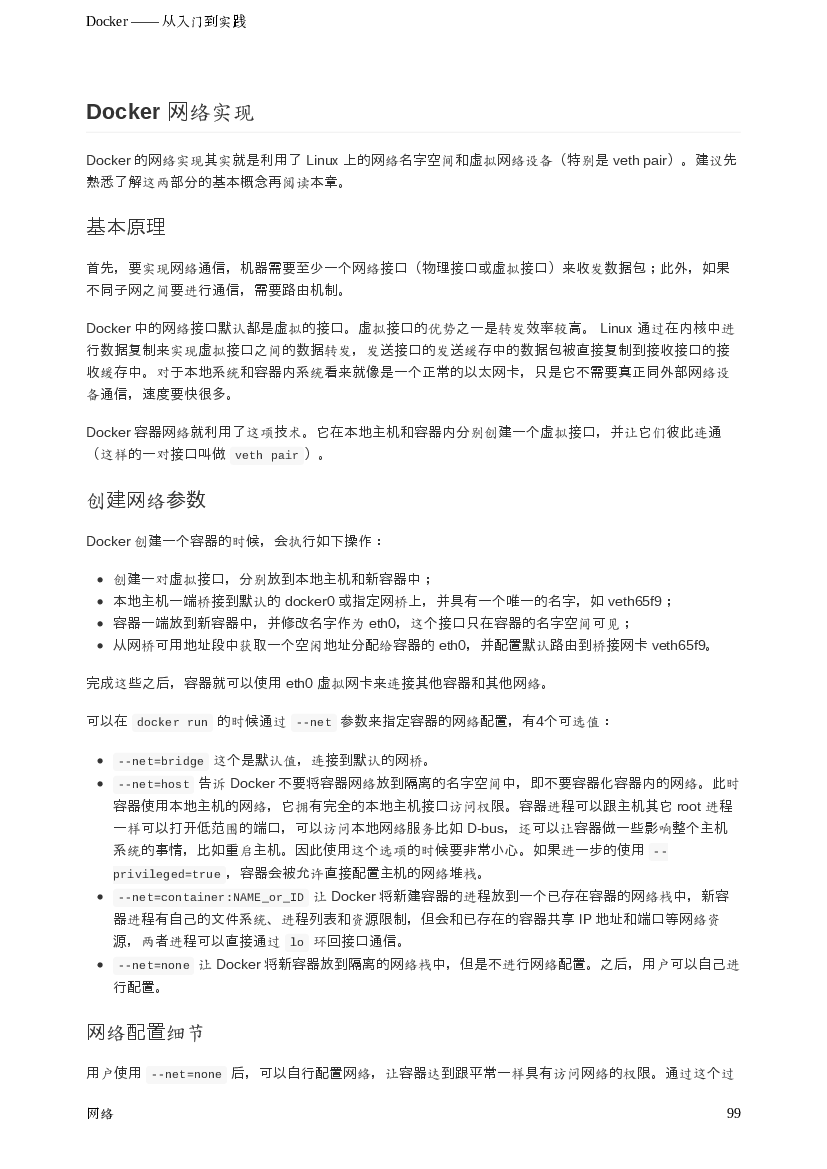 Docker —— 从入门到实践
Docker 网络实现
Docker 的网络实现其实就是利用了 Linux 上的网络名字空间和虚拟网络设备（特别是 veth pair）。建议先
熟悉了解这两部分的基本概念再阅读本章。
基本原理
首先，要实现网络通信，机器需要至少一个网络接口（物理接口或虚拟接口）来收发数据包；此外，如果
不同子网之间要进行通信，需要路由机制。
Docker 中的网络接口默认都是虚拟的接口。虚拟接口的优势之一是转发效率较高。 Linux 通过在内核中进
行数据复制来实现虚拟接口之间的数据转发，发送接口的发送缓存中的数据包被直接复制到接收接口的接
收缓存中。对于本地系统和容器内系统看来就像是一个正常的以太网卡，只是它不需要真正同外部网络设
备通信，速度要快很多。
Docker 容器网络就利用了这项技术。它在本地主机和容器内分别创建一个虚拟接口，并让它们彼此连通
（这样的一对接口叫做 veth pair ）。
创建网络参数
Docker 创建一个容器的时候，会执行如下操作：
• 创建一对虚拟接口，分别放到本地主机和新容器中；
• 本地主机一端桥接到默认的 docker0 或指定网桥上，并具有一个唯一的名字，如 veth65f9；
• 容器一端放到新容器中，并修改名字作为 eth0，这个接口只在容器的名字空间可见；
• 从网桥可用地址段中获取一个空闲地址分配给容器的 eth0，并配置默认路由到桥接网卡 veth65f9。
完成这些之后，容器就可以使用 eth0 虚拟网卡来连接其他容器和其他网络。
可以在 docker run 的时候通过 --net 参数来指定容器的网络配置，有4个可选值：
• --net=bridge 这个是默认值，连接到默认的网桥。
• --net=host 告诉 Docker 不要将容器网络放到隔离的名字空间中，即不要容器化容器内的网络。此时
容器使用本地主机的网络，它拥有完全的本地主机接口访问权限。容器进程可以跟主机其它 root 进程
一样可以打开低范围的端口，可以访问本地网络服务比如 D-bus，还可以让容器做一些影响整个主机
系统的事情，比如重启主机。因此使用这个选项的时候要非常小心。如果进一步的使用 --
privileged=true ，容器会被允许直接配置主机的网络堆栈。
• --net=container:NAME_or_ID 让 Docker 将新建容器的进程放到一个已存在容器的网络栈中，新容
器进程有自己的文件系统、进程列表和资源限制，但会和已存在的容器共享 IP 地址和端口等网络资
源，两者进程可以直接通过 lo 环回接口通信。
• --net=none 让 Docker 将新容器放到隔离的网络栈中，但是不进行网络配置。之后，用户可以自己进
行配置。
网络配置细节
用户使用 --net=none 后，可以自行配置网络，让容器达到跟平常一样具有访问网络的权限。通过这个过
网络 99